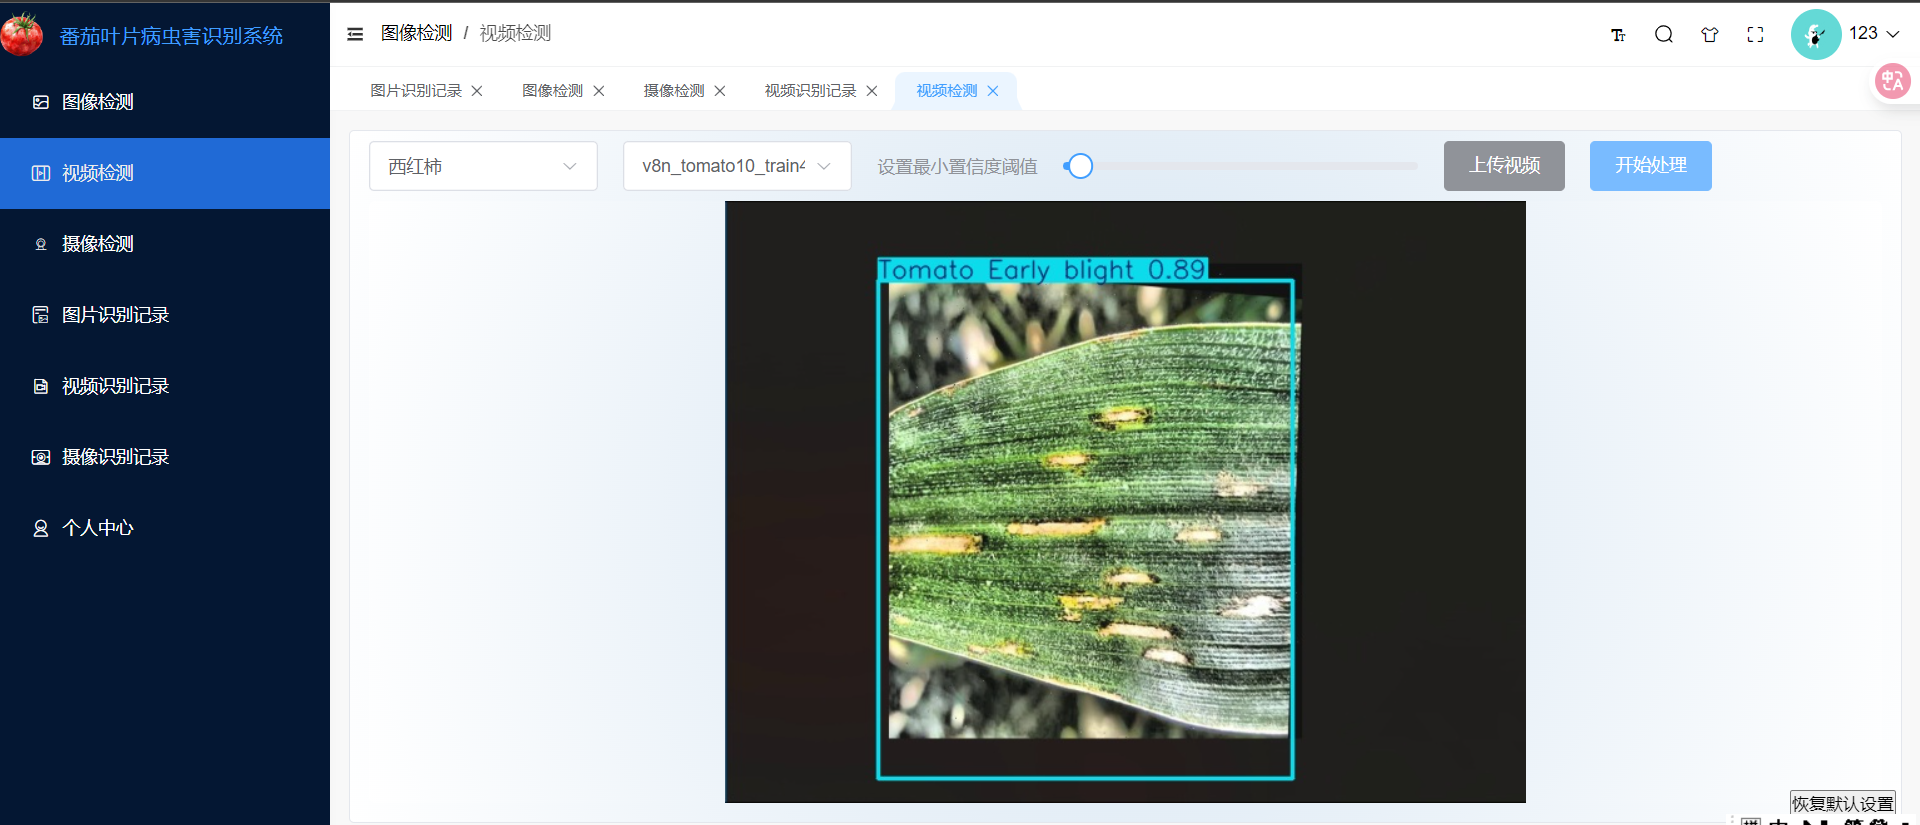 番茄叶片病虫害识别系统
图像检测 / 视频检测
123
图像检测
视频检测
摄像检测
图片识别记录
视频识别记录
摄像识别记录
个人中心
图片识别记录
图像检测
摄像检测
视频识别记录
视频检测
西红柿
v8n_tomato10_train4
设置最小置信度阈值
上传视频
开始处理
Tomato Early blight 0.89
恢复默认设置